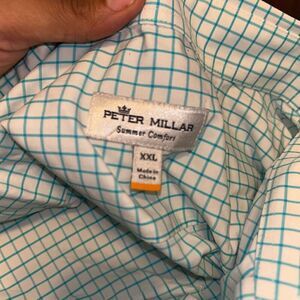 PETER MILLAR
Summer Comfort
XXL
Made in
China